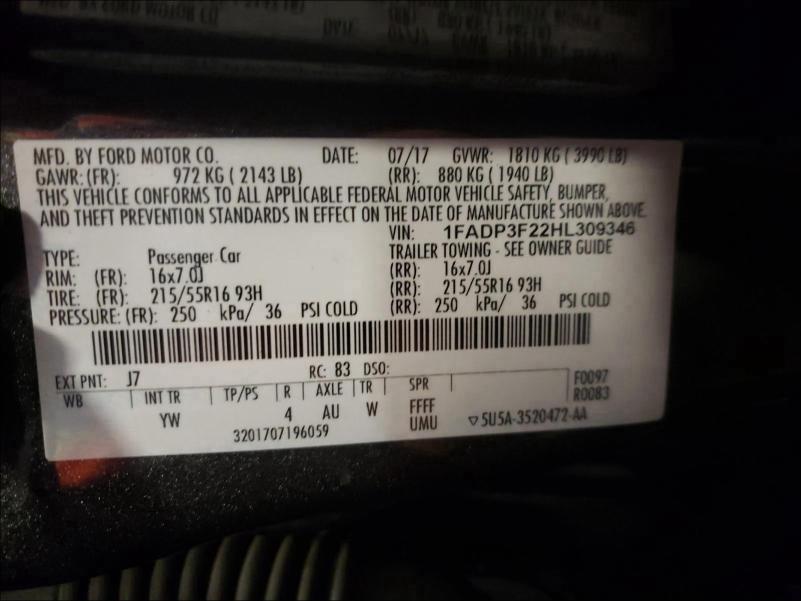 MFD. BY FORD MOTOR CO. DATE: 07/17 GVWR: 1810 KG ( 3990 LB)
GAWR: (FR): 972 KG ( 2143 LB) (RR): 880 KG ( 1940 LB)
THIS VEHICLE CONFORMS TO ALL APPLICABLE FEDERAL MOTOR VEHICLE SAFETY, BUMPER,
AND THEFT PREVENTION STANDARDS IN EFFECT ON THE DATE OF MANUFACTURE SHOWN ABOVE.
VIN: 1FADP3F22HL309346
TYPE: Passenger Car TRAILER TOWING - SEE OWNER GUIDE
RIM: (FR): 16x7.0J (RR): 16x7.0J
TIRE: (FR): 215/55R16 93H (RR): 215/55R16 93H
PRESSURE: (FR): 250 kPa/ 36 PSI COLD (RR): 250 kPa/ 36 PSI COLD
EXT PNT: J7 RC: 83 DSO: F0097
R0083
WB INT TR TP/PS R AXLE TR SPR
YW 4 AU W FFFF
3201707196059 UMU ▽5U5A-3520472-AA